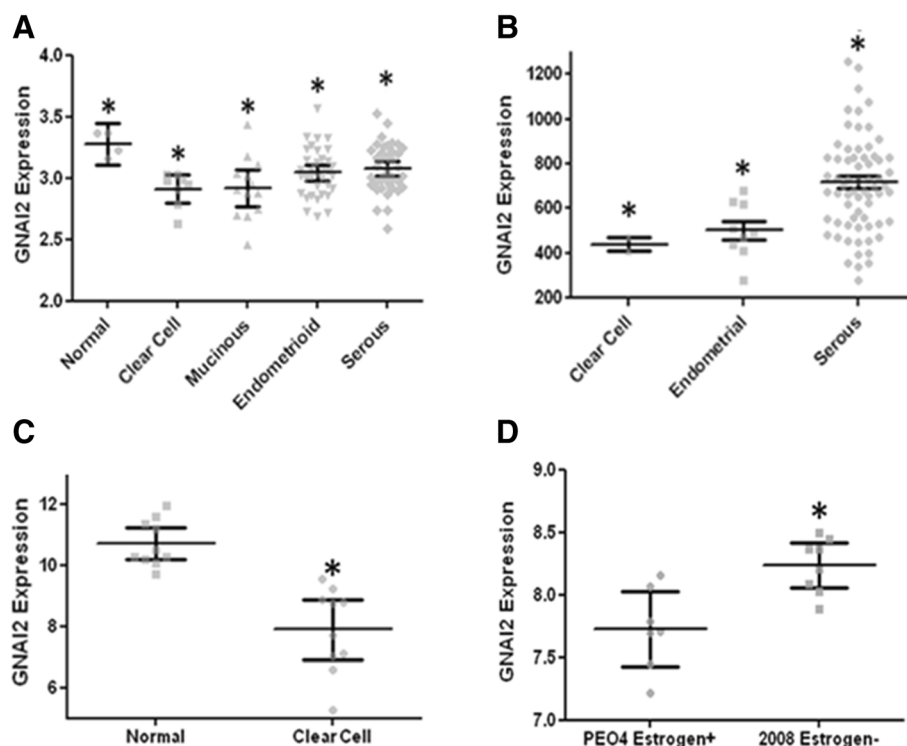 A
GNAI2 Expression
4.0
3.5
3.0
2.5
2.0
* * * * *
Normal
Clear Cell
Mucinous
Endometrioid
Serous
B
GNAI2 Expression
1200
1000
800
600
400
200
* * *
Clear Cell
Endometrial
Serous
C
GNAI2 Expression
12
10
8
6
*
Normal
Clear Cell
D
GNAI2 Expression
9.0
8.5
8.0
7.5
7.0
*
PEO4 Estrogen+
2008 Estrogen-